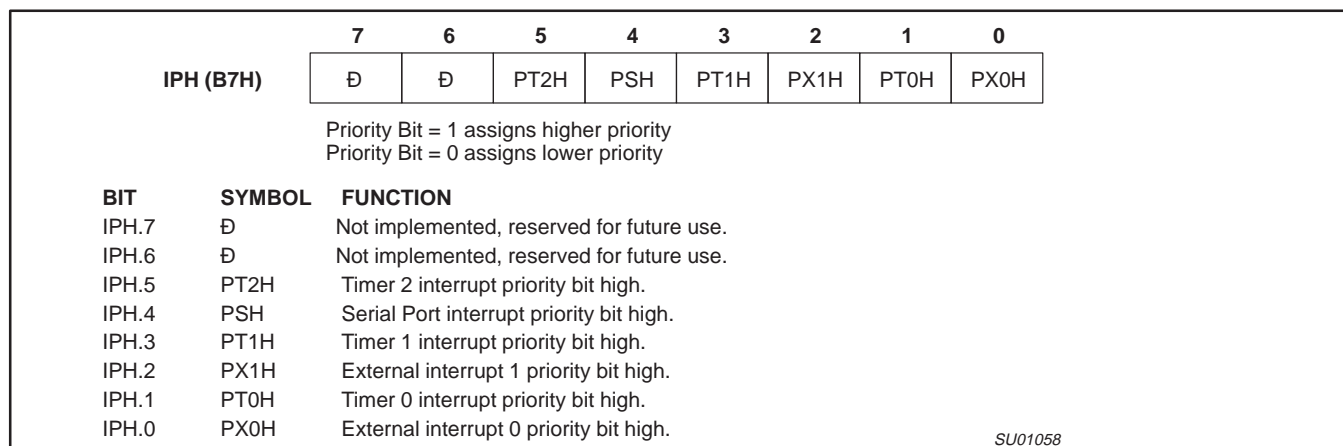 7 6 5 4 3 2 1 0
IPH (B7H) Đ Đ PT2H PSH PT1H PX1H PT0H PX0H
Priority Bit = 1 assigns higher priority
Priority Bit = 0 assigns lower priority
BIT SYMBOL FUNCTION
IPH.7 Đ Not implemented, reserved for future use.
IPH.6 Đ Not implemented, reserved for future use.
IPH.5 PT2H Timer 2 interrupt priority bit high.
IPH.4 PSH Serial Port interrupt priority bit high.
IPH.3 PT1H Timer 1 interrupt priority bit high.
IPH.2 PX1H External interrupt 1 priority bit high.
IPH.1 PT0H Timer 0 interrupt priority bit high.
IPH.0 PX0H External interrupt 0 priority bit high.
SU01058